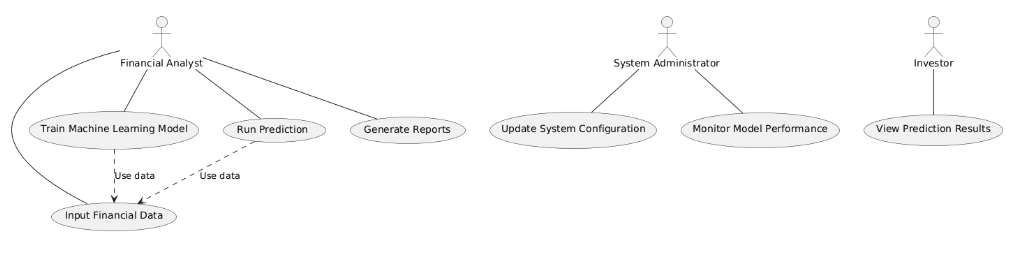 Financial Analyst
System Administrator
Investor
Train Machine Learning Model
Run Prediction
Generate Reports
Update System Configuration
Monitor Model Performance
View Prediction Results
Use data
Use data
Input Financial Data